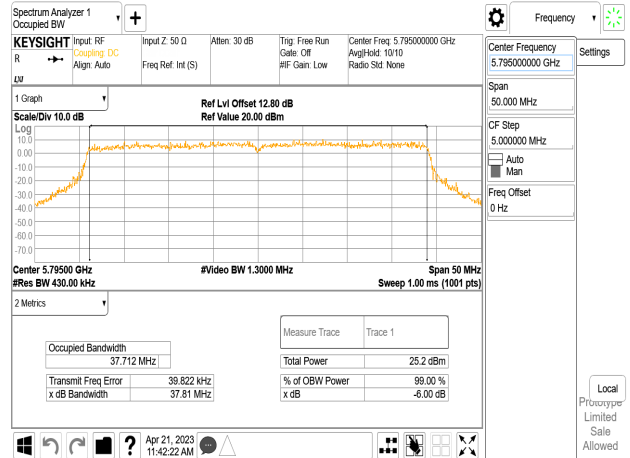 Spectrum Analyzer 1
Occupied BW
Frequency
KEYSIGHT
Input: RF
Coupling: DC
Align: Auto
Input Z: 50 Ω
Freq Ref: Int (S)
Atten: 30 dB
Trig: Free Run
Gate: Off
#IF Gain: Low
Center Freq: 5.795000000 GHz
Avg|Hold: 10/10
Radio Std: None
R
LXI
Center Frequency
5.795000000 GHz
Settings
Span
50.000 MHz
CF Step
5.000000 MHz
Auto
Man
Freq Offset
0 Hz
1 Graph
Ref Lvl Offset 12.80 dB
Ref Value 20.00 dBm
Scale/Div 10.0 dB
Log
10.0
0.00
-10.0
-20.0
-30.0
-40.0
-50.0
-60.0
-70.0
Center 5.79500 GHz
#Video BW 1.3000 MHz
Span 50 MHz
#Res BW 430.00 kHz
Sweep 1.00 ms (1001 pts)
2 Metrics
Measure Trace
Trace 1
Occupied Bandwidth
37.712 MHz
Total Power
25.2 dBm
Transmit Freq Error
39.822 kHz
% of OBW Power
99.00 %
x dB Bandwidth
37.81 MHz
x dB
-6.00 dB
Local
Prototype
Limited
Sale
Allowed
?
Apr 21, 2023
11:42:22 AM